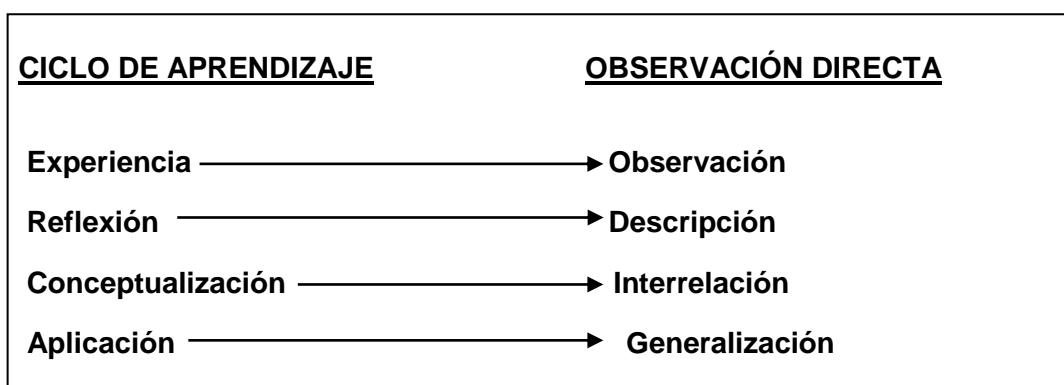 CICLO DE APRENDIZAJE OBSERVACIÓN DIRECTA
Experiencia Observación
Reflexión Descripción
Conceptualización Interrelación
Aplicación Generalización